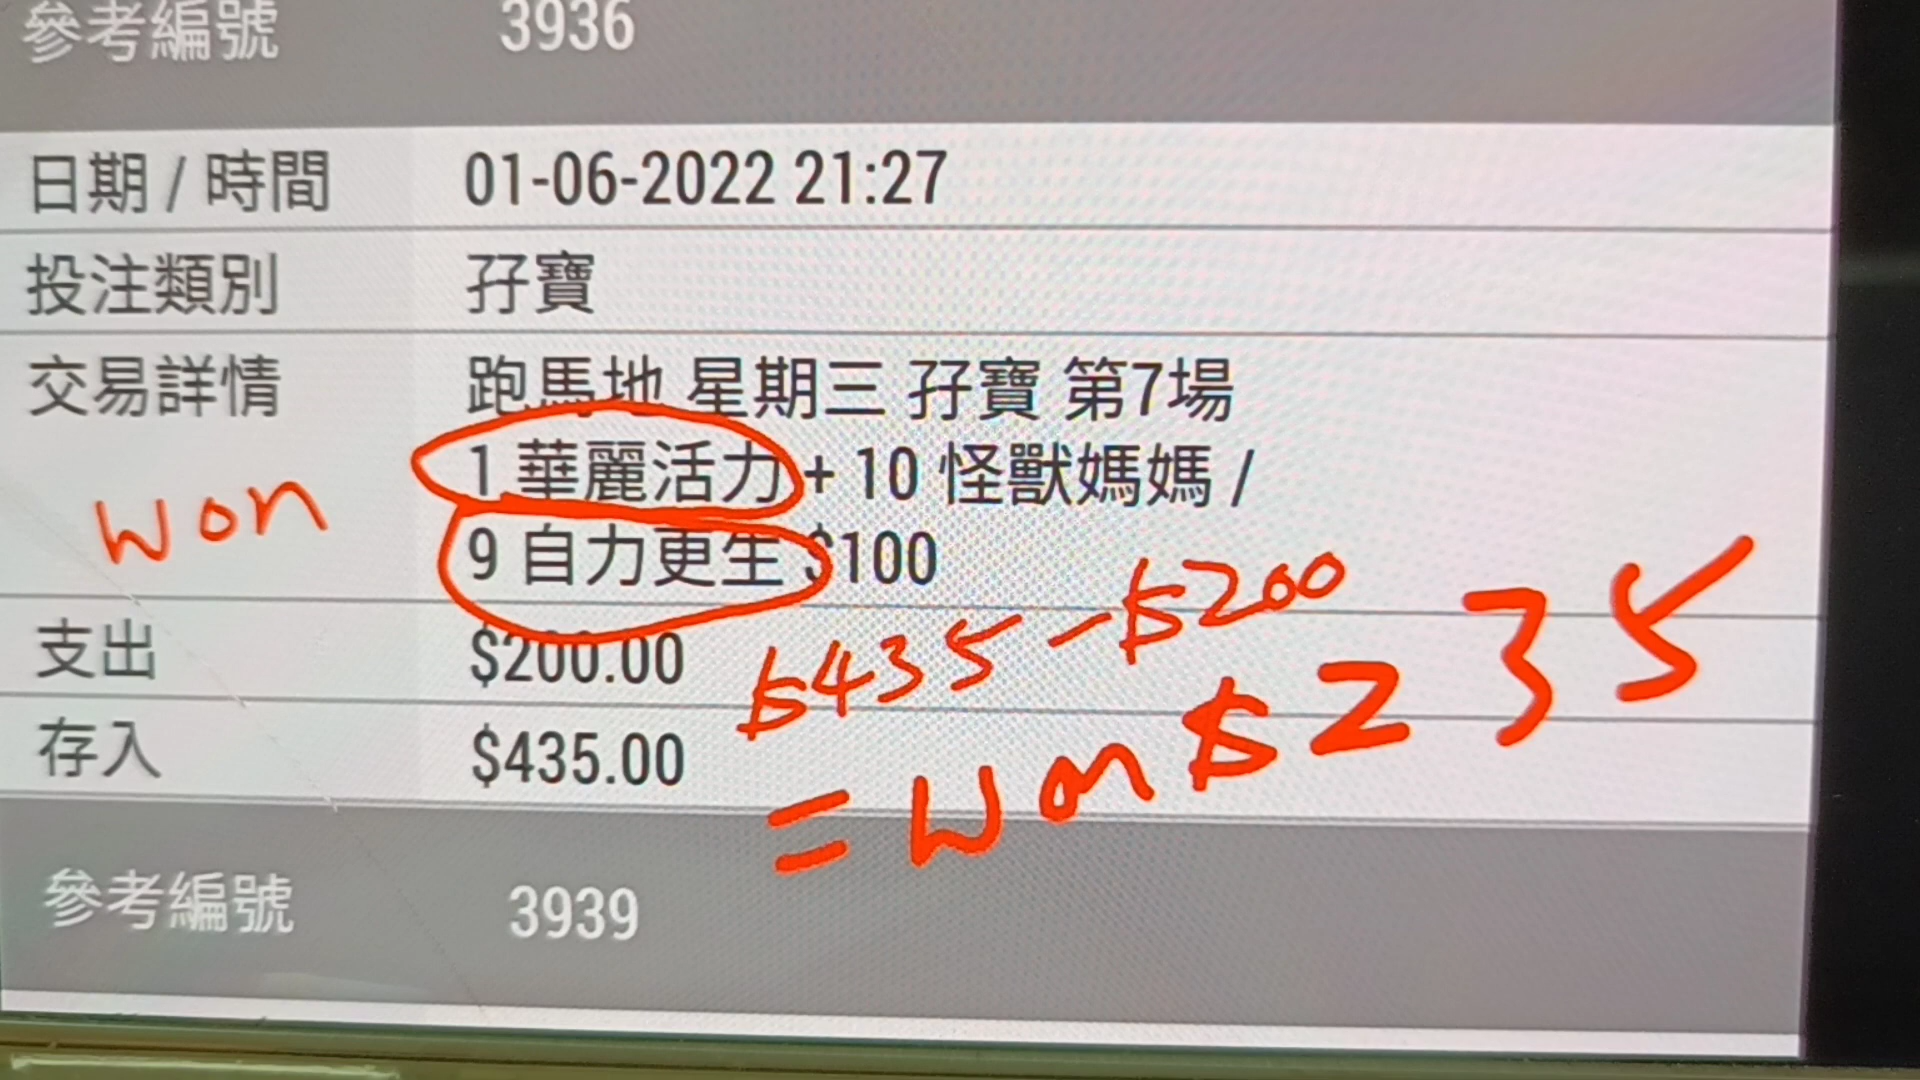 參考編號 3936
日期 / 時間 01-06-2022 21:27
投注類別 孖寶
交易詳情 跑馬地 星期三 孖寶 第7場
1 華麗活力 + 10 怪獸媽媽 /
won
9 自力更生 $100
支出 $200.00
$435 - $200
存入 $435.00
= won $235
參考編號 3939